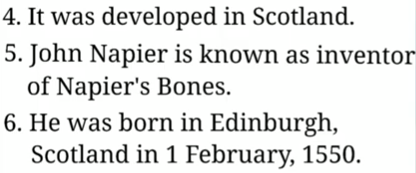 4. It was developed in Scotland.
5. John Napier is known as inventor
of Napier's Bones.
6. He was born in Edinburgh,
Scotland in 1 February, 1550.